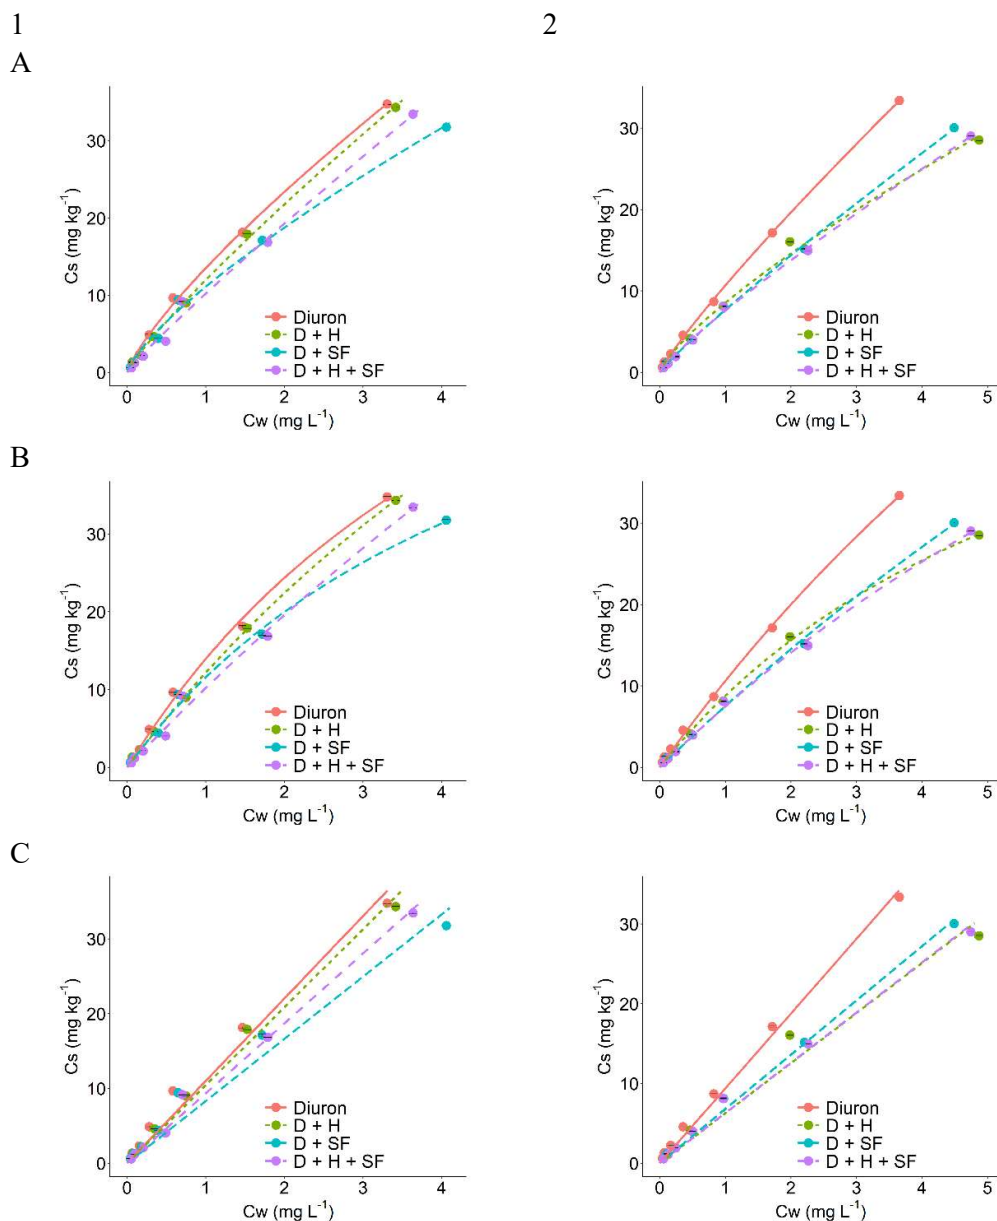 1 2
A
30
20
10
0
Cs (mg kg⁻¹)
Diuron
D + H
D + SF
D + H + SF
0 1 2 3 4
Cw (mg L⁻¹)
30
20
10
0
Cs (mg kg⁻¹)
Diuron
D + H
D + SF
D + H + SF
0 1 2 3 4 5
Cw (mg L⁻¹)
B
30
20
10
0
Cs (mg kg⁻¹)
Diuron
D + H
D + SF
D + H + SF
0 1 2 3 4
Cw (mg L⁻¹)
30
20
10
0
Cs (mg kg⁻¹)
Diuron
D + H
D + SF
D + H + SF
0 1 2 3 4 5
Cw (mg L⁻¹)
C
30
20
10
0
Cs (mg kg⁻¹)
Diuron
D + H
D + SF
D + H + SF
0 1 2 3 4
Cw (mg L⁻¹)
30
20
10
0
Cs (mg kg⁻¹)
Diuron
D + H
D + SF
D + H + SF
0 1 2 3 4 5
Cw (mg L⁻¹)